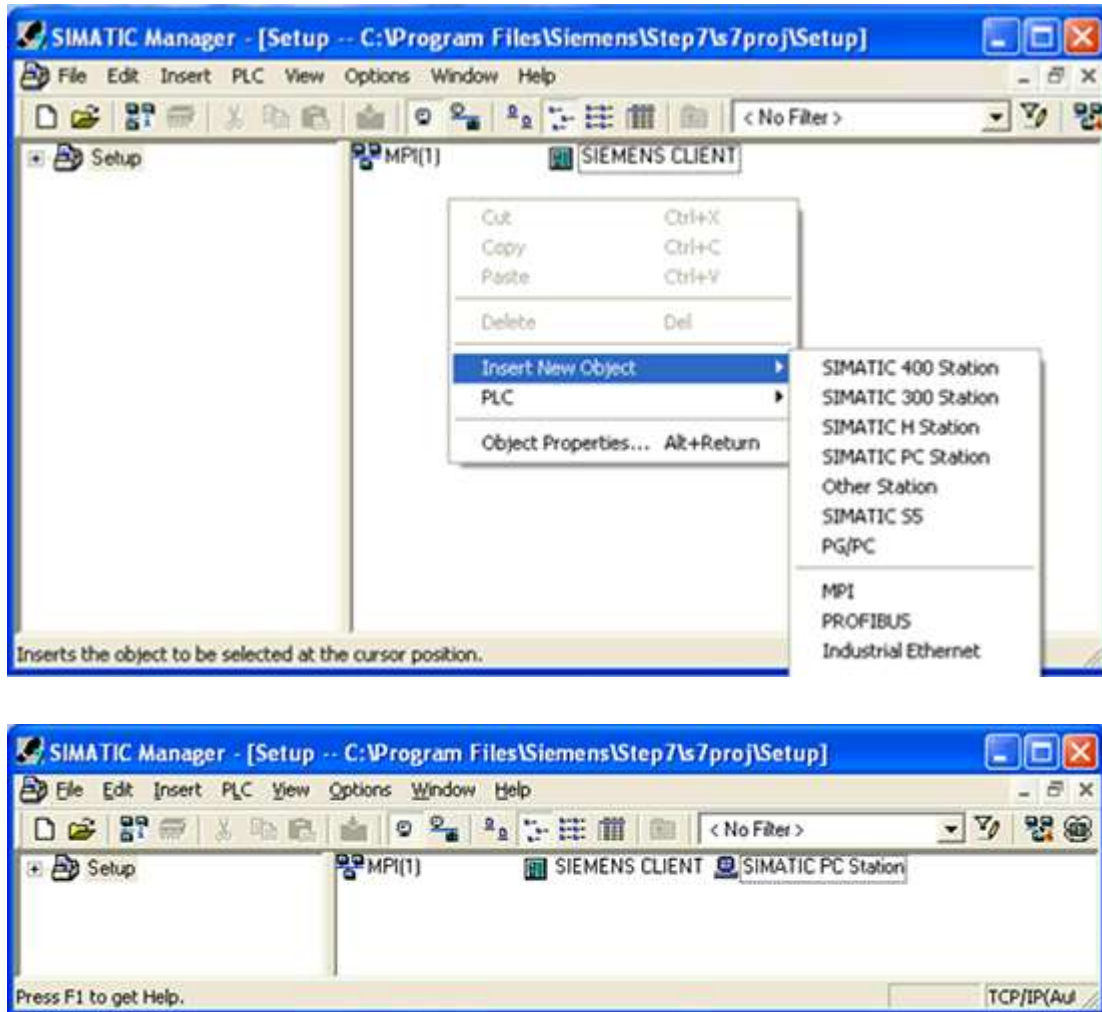 SIMATIC Manager - [Setup -- C:\Program Files\Siemens\Step7\s7proj\Setup]
File Edit Insert PLC View Options Window Help
< No Filter >
Setup
MPI(1) SIEMENS CLIENT
Cut Ctrl+X
Copy Ctrl+C
Paste Ctrl+V
Delete Del
Insert New Object
PLC
Object Properties... Alt+Return
SIMATIC 400 Station
SIMATIC 300 Station
SIMATIC H Station
SIMATIC PC Station
Other Station
SIMATIC S5
PG/PC
MPI
PROFIBUS
Industrial Ethernet
Inserts the object to be selected at the cursor position.
SIMATIC Manager - [Setup -- C:\Program Files\Siemens\Step7\s7proj\Setup]
File Edit Insert PLC View Options Window Help
< No Filter >
Setup
MPI(1) SIEMENS CLIENT SIMATIC PC Station
Press F1 to get Help.
TCP/IP(Aut